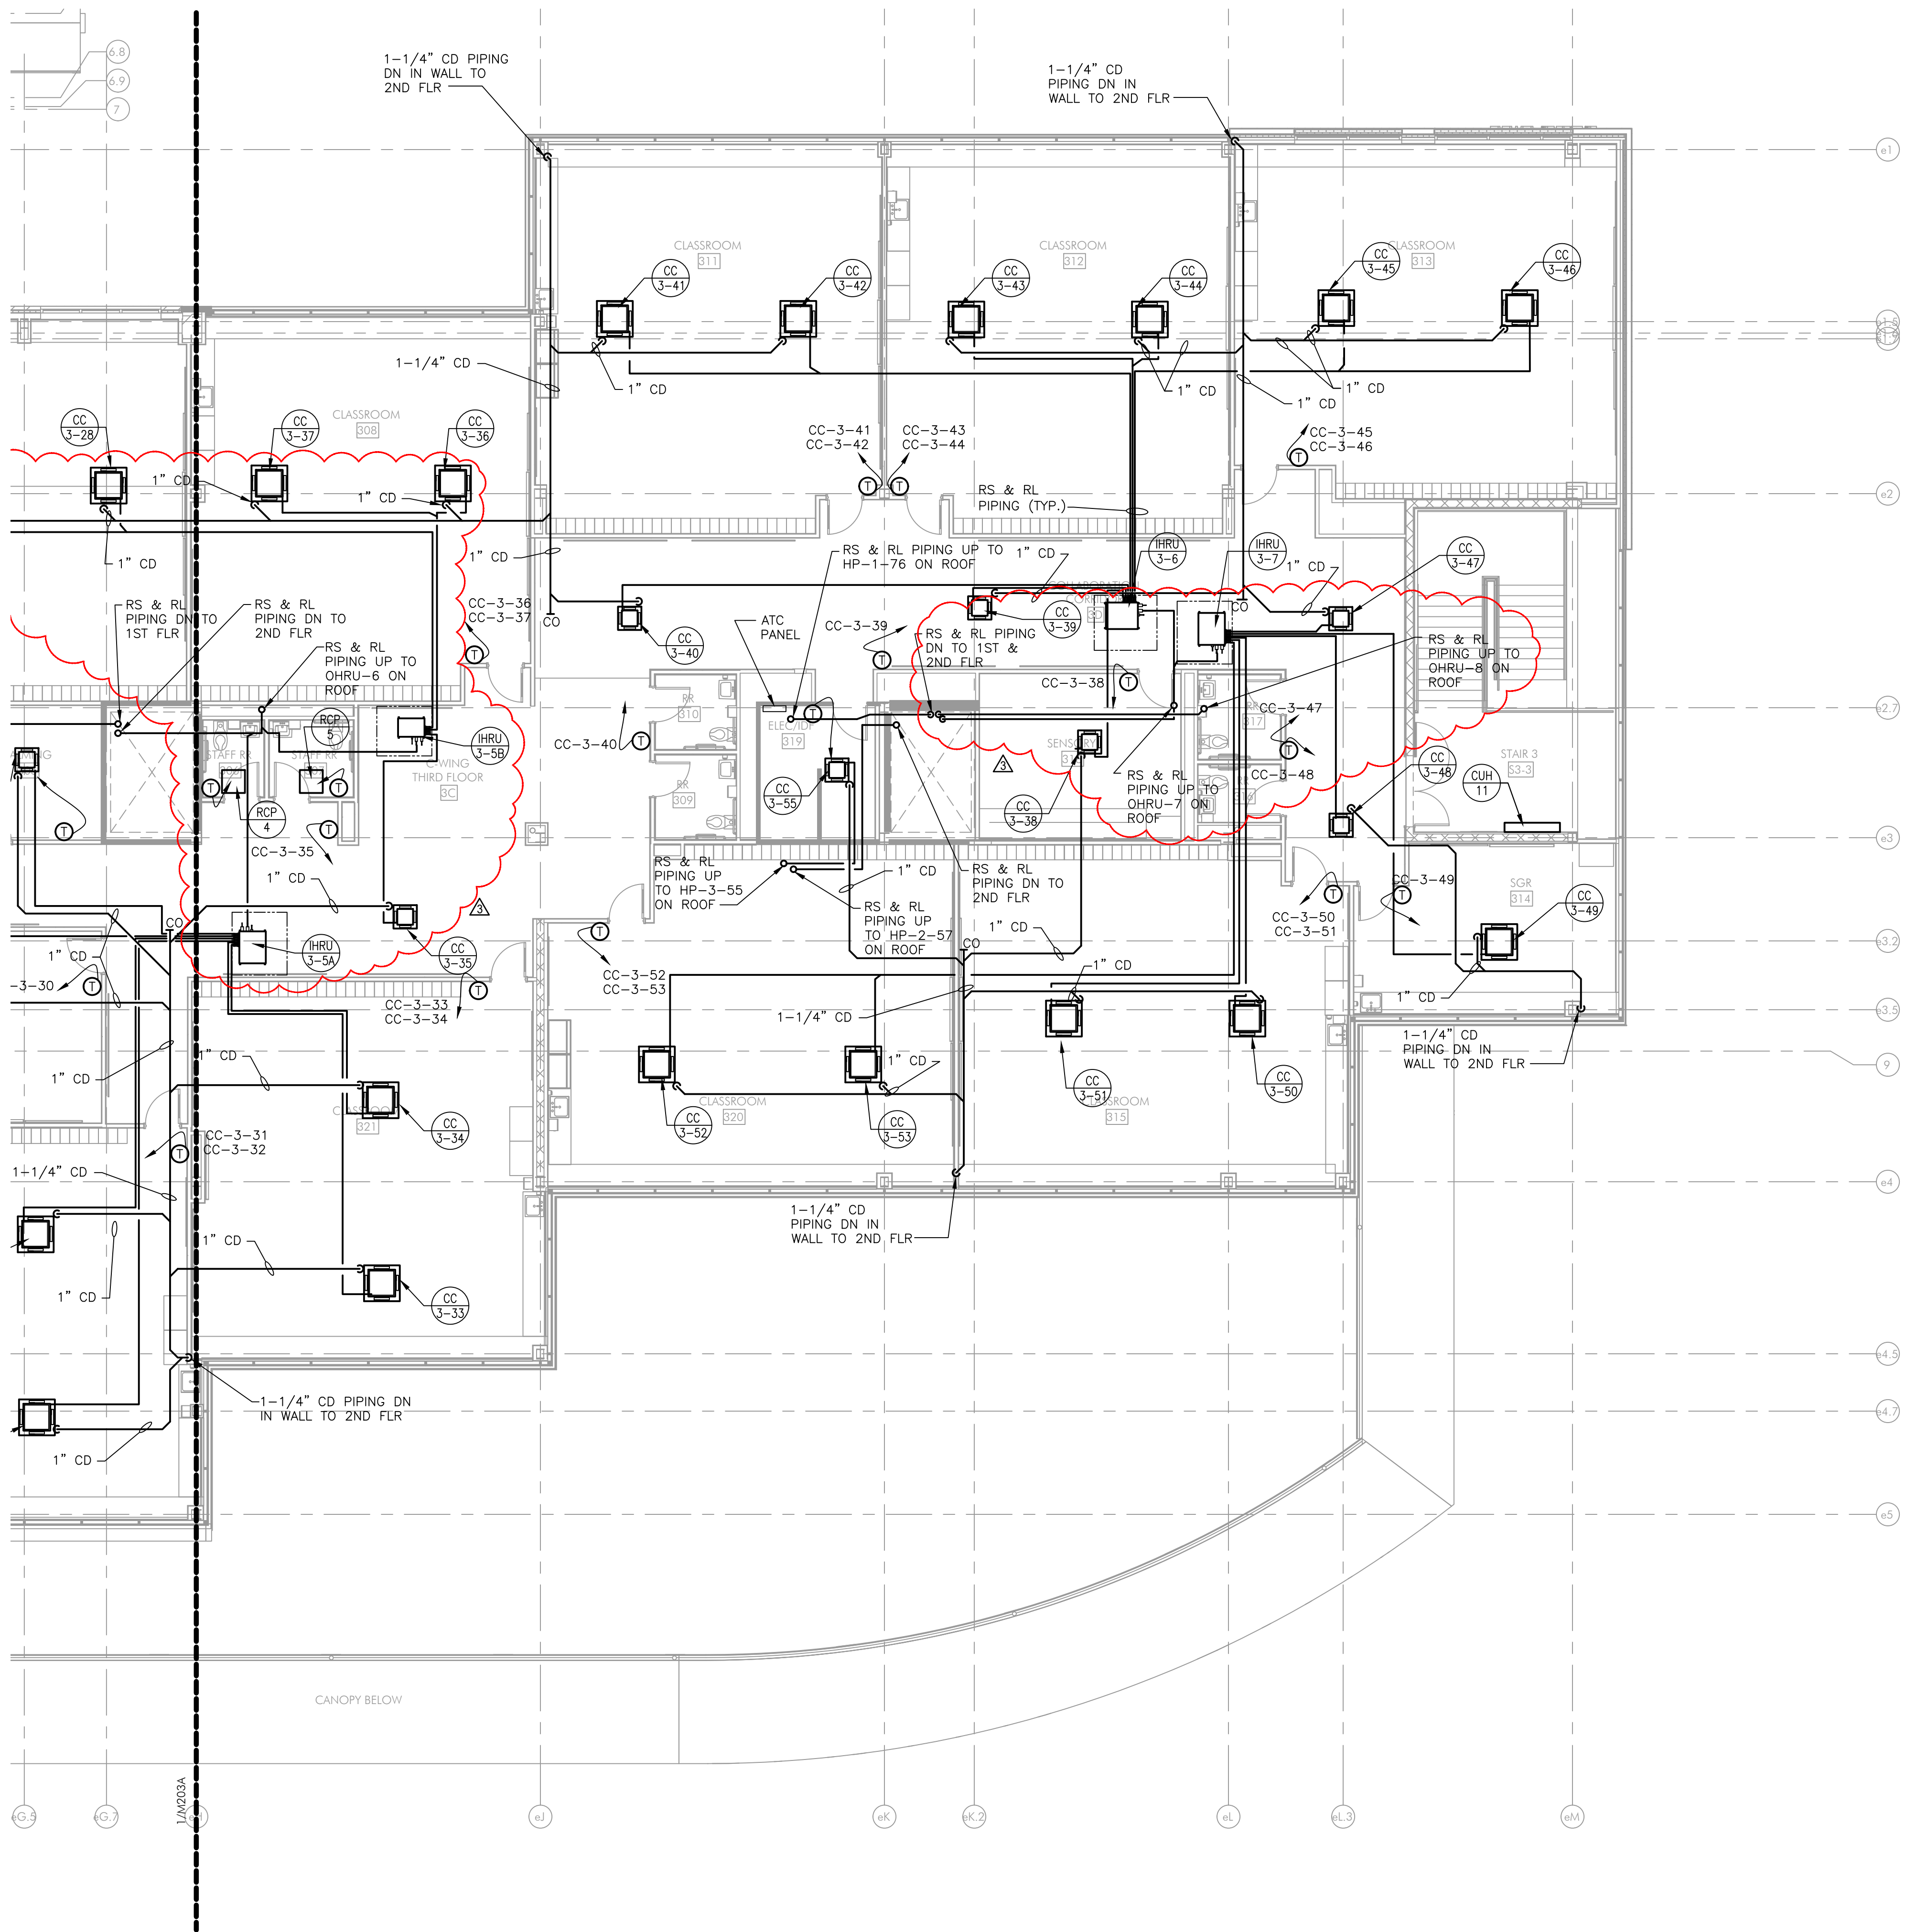 6.8
6.9
7
1-1/4" CD PIPING
DN IN WALL TO
2ND FLR
1-1/4" CD
PIPING DN IN
WALL TO 2ND FLR
e1
CLASSROOM
311
CLASSROOM
312
CLASSROOM
313
CC
3-41
CC
3-42
CC
3-43
CC
3-44
CC
3-45
CC
3-46
e1.5
1-1/4" CD
1" CD
1" CD
1" CD
1" CD
CC
3-28
CLASSROOM
308
CC
3-37
CC
3-36
CC-3-41
CC-3-42
CC-3-43
CC-3-44
CC-3-45
CC-3-46
T
T
T
1" CD
1" CD
RS & RL
PIPING (TYP.)
e2
1" CD
1" CD
RS & RL PIPING UP TO
HP-1-76 ON ROOF
1" CD
IHRU
3-6
IHRU
3-7
1" CD
CC
3-47
COLLABORATION
3D
RS & RL
PIPING DN TO
1ST FLR
RS & RL
PIPING DN TO
2ND FLR
CC-3-36
CC-3-37
CO
CO
ATC
PANEL
CC-3-39
CC
3-39
CC
3-40
RS & RL PIPING
DN TO 1ST &
2ND FLR
RS & RL
PIPING UP TO
OHRU-6 ON
ROOF
T
T
RS & RL
PIPING UP TO
OHRU-8 ON
ROOF
CC-3-38
T
RR
310
RR
317
CC-3-47
e2.7
RCP
5
IHRU
3-5B
CC-3-40
T
T
ELEC/IDF
319
SENSORY
T
STAIR 3
S3-3
STAFF RR
STAFF RR
C-WING
THIRD FLOOR
3C
3
RS & RL
PIPING UP TO
OHRU-7 ON
ROOF
CC-3-48
CC
3-48
CUH
11
T
T
RCP
4
RR
309
CC
3-55
CC
3-38
RR
316
T
T
CC-3-35
e3
1" CD
RS & RL
PIPING UP
TO HP-3-55
ON ROOF
1" CD
RS & RL
PIPING DN TO
2ND FLR
CC-3-49
T
T
SGR
314
3
RS & RL
PIPING UP
TO HP-2-57
ON ROOF
CC-3-50
CC-3-51
CC
3-49
CO
T
1" CD
CO
e3.2
1" CD
IHRU
3-5A
CC
3-35
CC-3-52
CC-3-53
1" CD
-3-30
T
T
1" CD
CC-3-33
CC-3-34
1-1/4" CD
e3.5
1-1/4" CD
PIPING DN IN
WALL TO 2ND FLR
1" CD
1" CD
1" CD
9
CC
3-51
CC
3-50
CLASSROOM
321
CLASSROOM
320
315
CC
3-34
CC
3-52
CC
3-53
CC-3-31
CC-3-32
T
1-1/4" CD
e4
1-1/4" CD
PIPING DN IN
WALL TO 2ND FLR
1" CD
1" CD
CC
3-33
e4.5
1-1/4" CD PIPING DN
IN WALL TO 2ND FLR
e4.7
1" CD
e5
CANOPY BELOW
1/M203A
eG.5
eG.7
eJ
eK
eK.2
eL
eL.3
eM